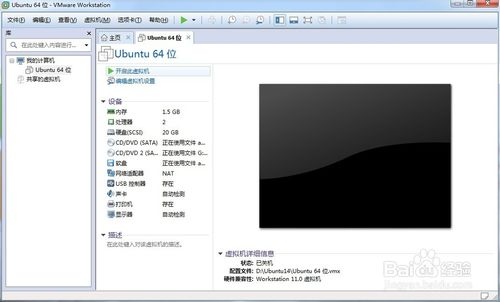 Ubuntu 64 位 - VMware Workstation
文件(F) 编辑(E) 查看(V) 虚拟机(M) 选项卡(T) 帮助(H)
库
在此处键入内容进行...
我的计算机
Ubuntu 64 位
共享的虚拟机
主页
Ubuntu 64 位
Ubuntu 64 位
开启此虚拟机
编辑虚拟机设置
设备
内存 1.5 GB
处理器 2
硬盘(SCSI) 20 GB
CD/DVD (SATA) 正在使用文件 a...
CD/DVD 2 (SA... 正在使用文件 G:...
软盘 正在使用文件 a...
网络适配器 NAT
USB 控制器 存在
声卡 自动检测
打印机 存在
显示器 自动检测
描述
在此处键入对该虚拟机的描述。
虚拟机详细信息
状态: 已关机
配置文件: D:\Ubuntu14\Ubuntu 64 位.vmx
硬件兼容性: Workstation 11.0 虚拟机
Baidu 经验